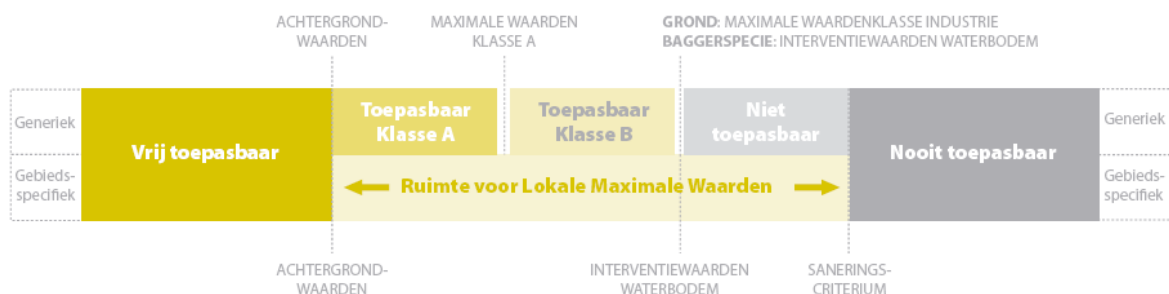 ACHTERGROND-
WAARDEN
MAXIMALE WAARDEN
KLASSE A
GROND: MAXIMALE WAARDENKLASSE INDUSTRIE
BAGGERSPECIE: INTERVENTIEWAARDEN WATERBODEM
Generiek
Gebieds-
specifiek
Vrij toepasbaar
Toepasbaar
Klasse A
Toepasbaar
Klasse B
Niet
toepasbaar
Ruimte voor Lokale Maximale Waarden
Nooit toepasbaar
Generiek
Gebieds-
specifiek
ACHTERGROND-
WAARDEN
INTERVENTIEWAARDEN
WATERBODEM
SANERINGS-
CRITERIUM